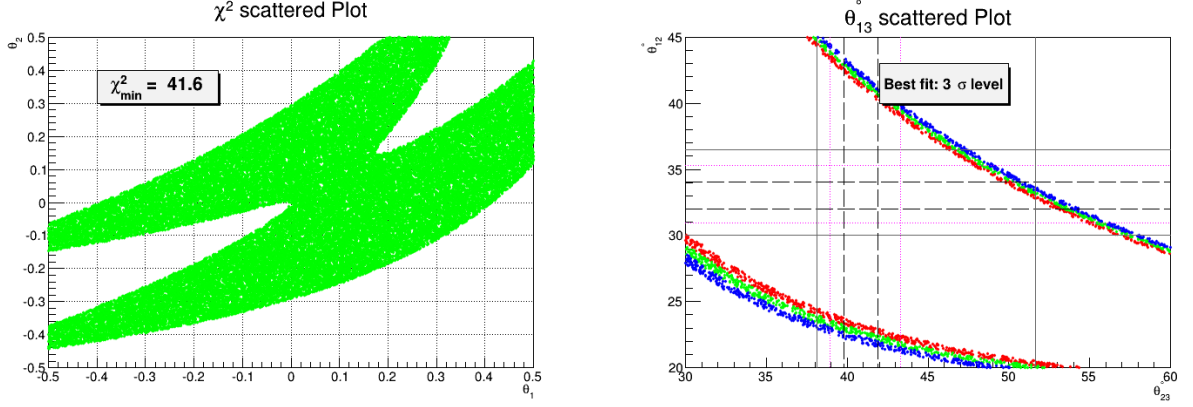 χ² scattered Plot
θ₂
0.5
0.4
0.3
0.2
0.1
0
-0.1
-0.2
-0.3
-0.4
-0.5
χ²min = 41.6
-0.5 -0.4 -0.3 -0.2 -0.1 0 0.1 0.2 0.3 0.4 0.5
θ₁
θ°₁₃ scattered Plot
θ°₁₂
45
40
35
30
25
20
Best fit: 3 σ level
30 35 40 45 50 55 60
θ°₂₃